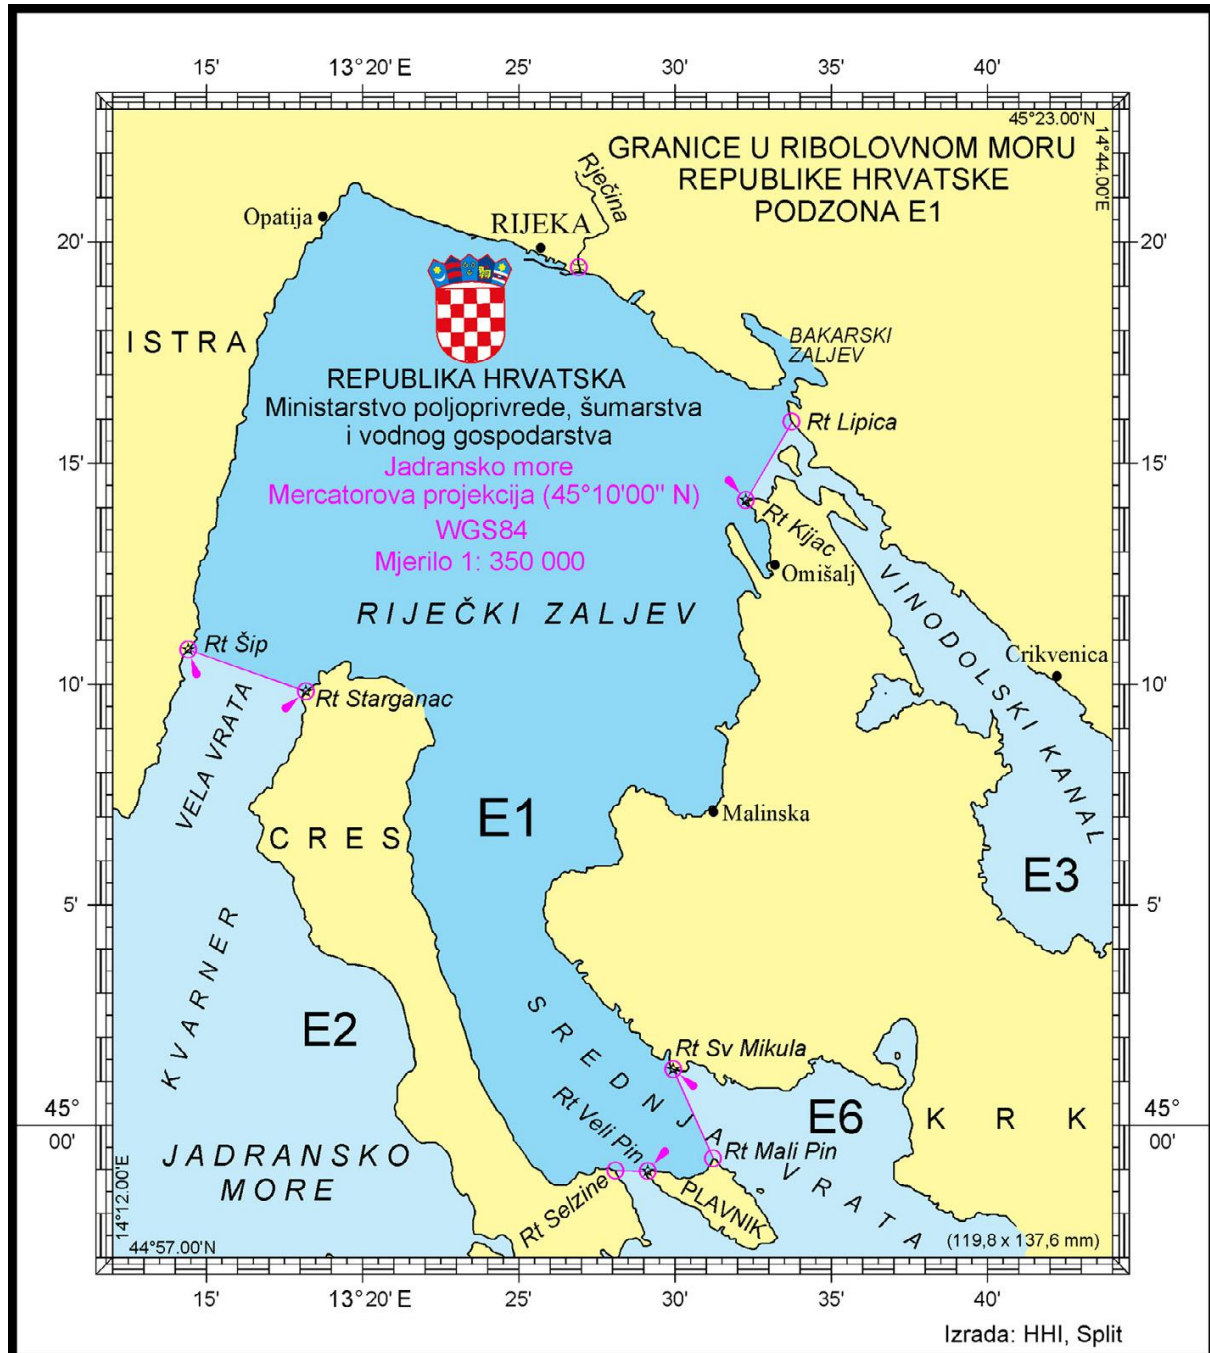 15' 13°20' E 25' 30' 35' 40'
45°23.00'N
14°44.00'E
GRANICE U RIBOLOVNOM MORU
REPUBLIKE HRVATSKE
PODZONA E1
Rječina
Opatija
RIJEKA
20' 20'
ISTRA
BAKARSKI
ZALJEV
REPUBLIKA HRVATSKA
Ministarstvo poljoprivrede, šumarstva
i vodnog gospodarstva
Rt Lipica
15' 15'
Jadransko more
Mercatorova projekcija (45°10'00" N)
WGS84
Mjerilo 1: 350 000
Rt Kijac
Omišalj
RIJEČKI ZALJEV
VINODOLSKI KANAL
Rt Šip
Crikvenica
10' 10'
Rt Starganac
VELA VRATA
E1
Malinska
CRES
E3
5' 5'
KVARNER
E2
SREDNJA VRATA
Rt Sv Mikula
Rt Veli Pin
E6
KRK
45° 45°
00' 00'
JADRANSKO
MORE
Rt Mali Pin
Rt Selzine
PLAVNIK
14°12.00'E
44°57.00'N
(119,8 x 137,6 mm)
15' 13°20' E 25' 30' 35' 40'
Izrada: HHI, Split